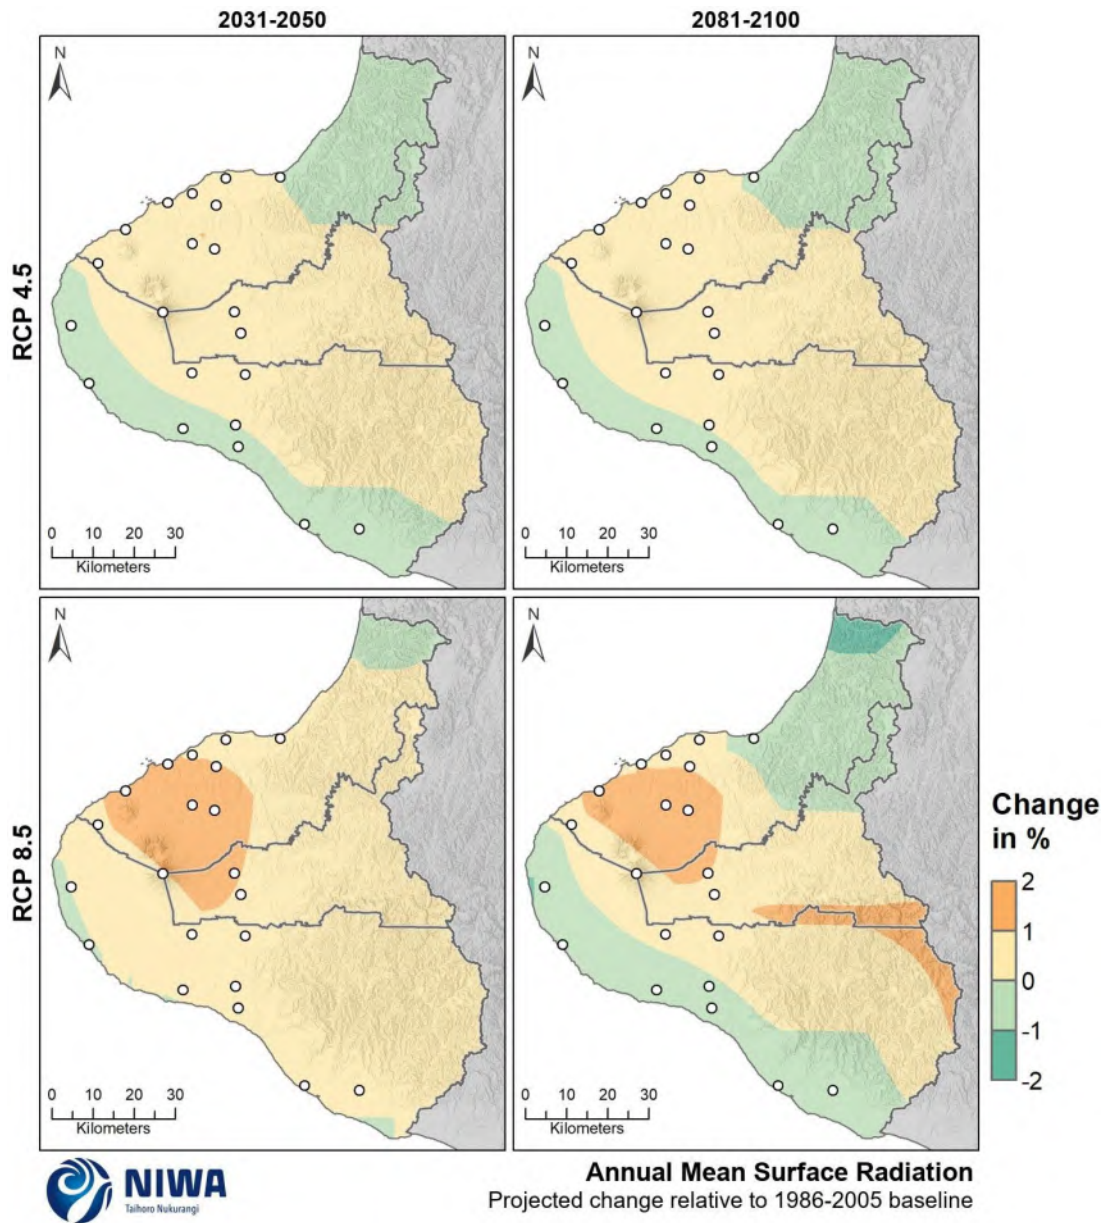 2031-2050
2081-2100
RCP 4.5
N
0 10 20 30
Kilometers
N
0 10 20 30
Kilometers
RCP 8.5
N
0 10 20 30
Kilometers
N
0 10 20 30
Kilometers
Change
in %
2
1
0
-1
-2
NIWA
Taihoro Nukurangi
Annual Mean Surface Radiation
Projected change relative to 1986-2005 baseline